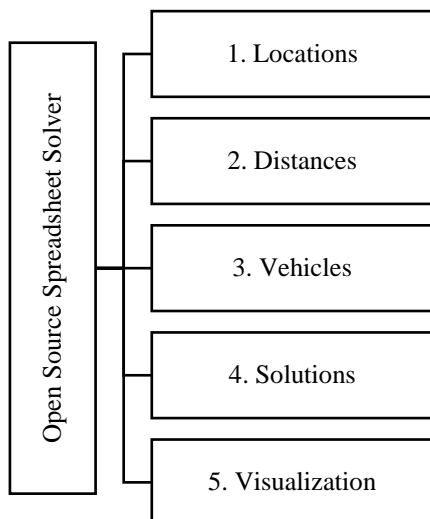 Open Source Spreadsheet Solver
1. Locations
2. Distances
3. Vehicles
4. Solutions
5. Visualization